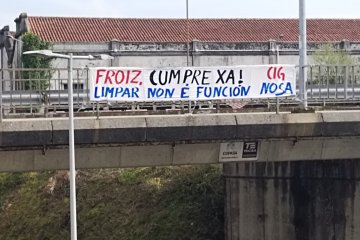 FROIZ, CUMPRE XA! CIG
LIMPAR NON É FUNCIÓN NOSA